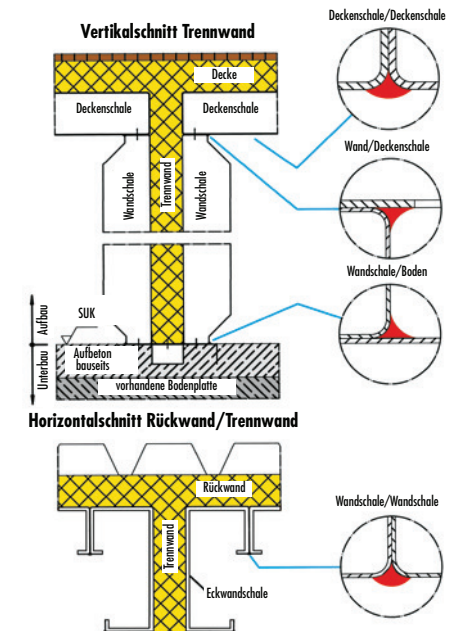 Vertikalschnitt Trennwand
Deckenschale/Deckenschale
Decke
Deckenschale
Deckenschale
Wandschale
Trennwand
Wandschale
Wand/Deckenschale
Wandschale/Boden
Aufbau
SUK
Unterbau
Aufbeton
bauseits
vorhandene Bodenplatte
Horizontalschnitt Rückwand/Trennwand
Rückwand
Wandschale/Wandschale
Trennwand
Eckwandschale